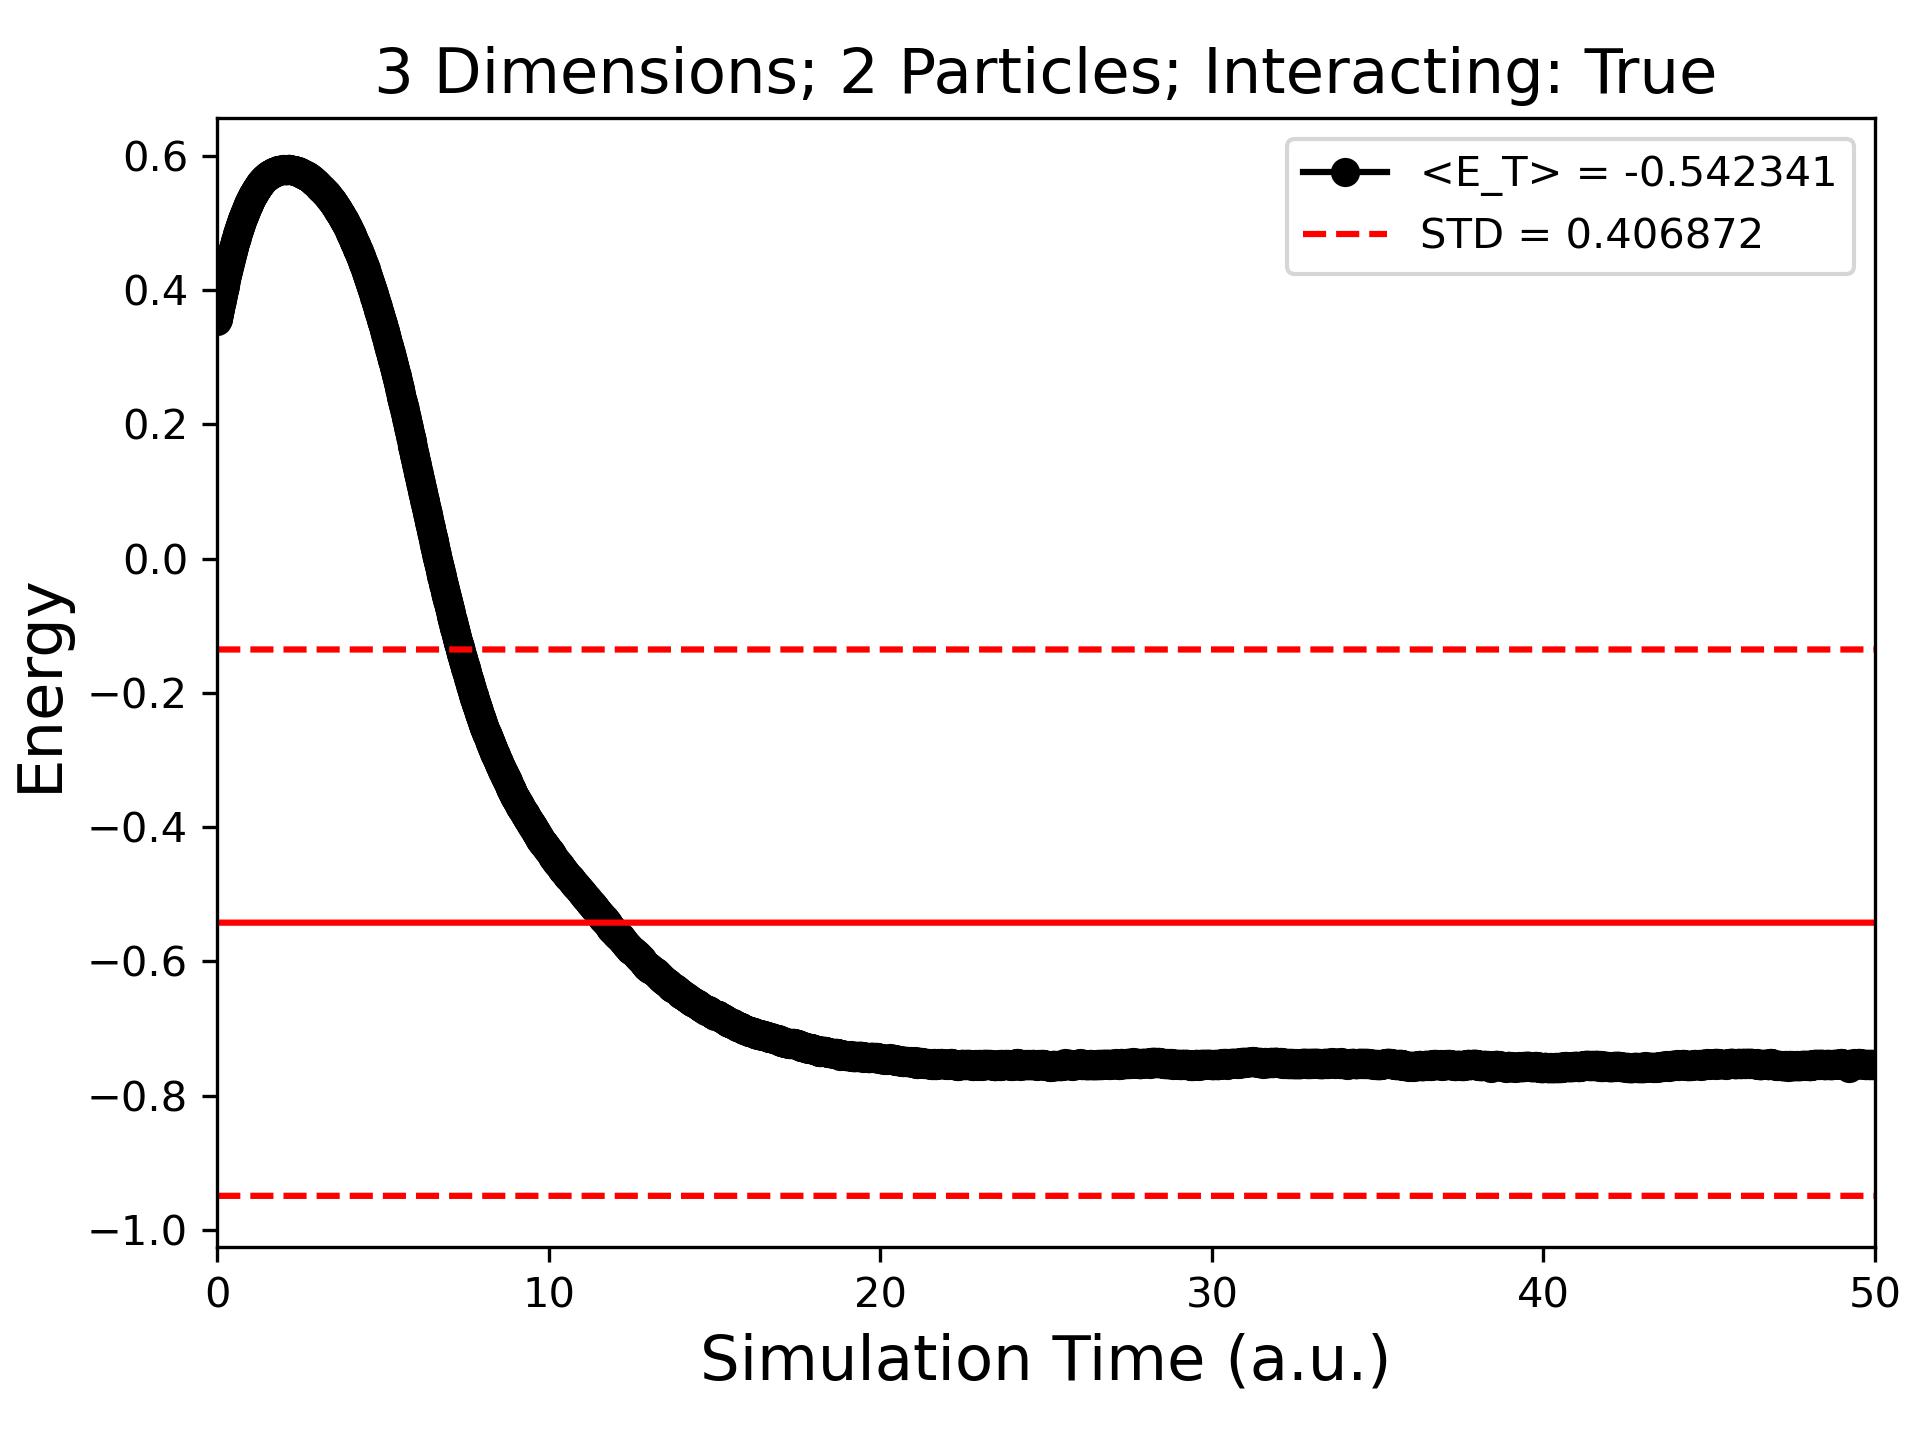 3 Dimensions; 2 Particles; Interacting: True
<E_T> = -0.542341
STD = 0.406872
Energy
0.6
0.4
0.2
0.0
−0.2
−0.4
−0.6
−0.8
−1.0
0 10 20 30 40 50
Simulation Time (a.u.)